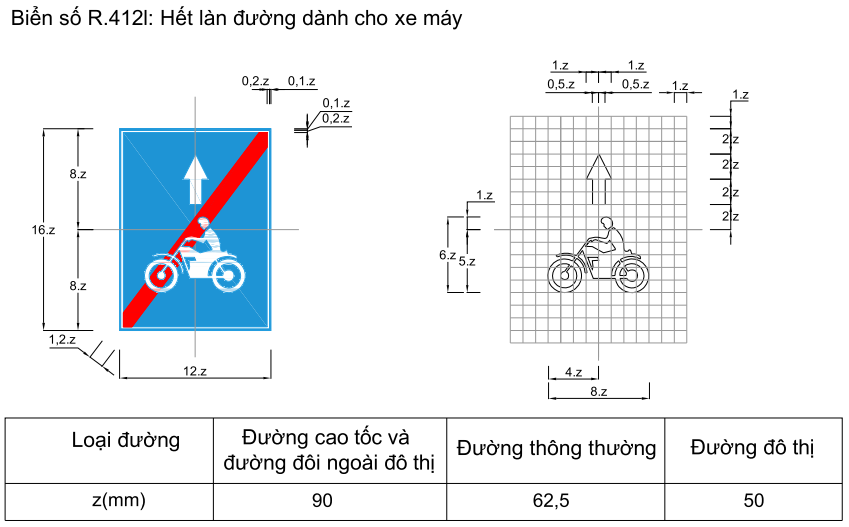 Biển số R.412l: Hết làn đường dành cho xe máy
1.z 1.z
0,2.z 0,1.z 0,5.z 0,5.z 1.z
1.z
0,1.z
0,2.z
2.z
8.z
2.z
1.z
2.z
16.z
2.z
6.z
5.z
8.z
1,2.z
12.z
4.z
8.z
Loại đường
Đường cao tốc và
đường đôi ngoài đô thị
Đường thông thường
Đường đô thị
z(mm) 90 62,5 50